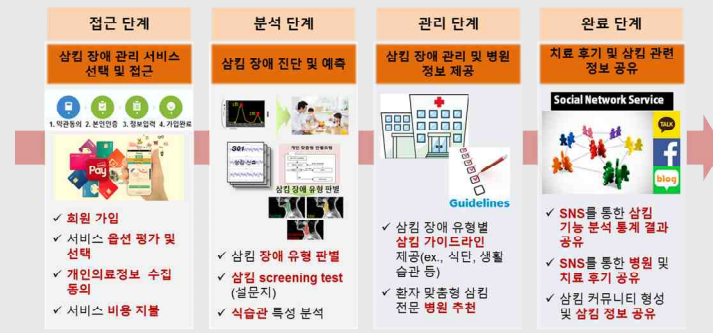 접근 단계
삼킴 장애 관리 서비스
선택 및 접근
1. 약관동의 2. 본인인증 3. 정보입력 4. 가입완료
Pay
✓ 회원 가입
✓ 서비스 옵션 평가 및
선택
✓ 개인의료정보 수집
동의
✓ 서비스 비용 지불
분석 단계
삼킴 장애 진단 및 예측
개인 맞춤형 판별모형
삼킴 장애 유형 판별
✓ 삼킴 장애 유형 판별
✓ 삼킴 screening test
(설문지)
✓ 식습관 특성 분석
관리 단계
삼킴 장애 관리 및 병원
정보 제공
Guidelines
✓ 삼킴 장애 유형별
삼킴 가이드라인
제공(ex., 식단, 생활
습관 등)
✓ 환자 맞춤형 삼킴
전문 병원 추천
완료 단계
치료 후기 및 삼킴 관련
정보 공유
Social Network Service
TALK
f
blog
✓ SNS를 통한 삼킴
기능 분석 통계 결과
공유
✓ SNS를 통한 병원 및
치료 후기 공유
✓ 삼킴 커뮤니티 형성
및 삼킴 정보 공유